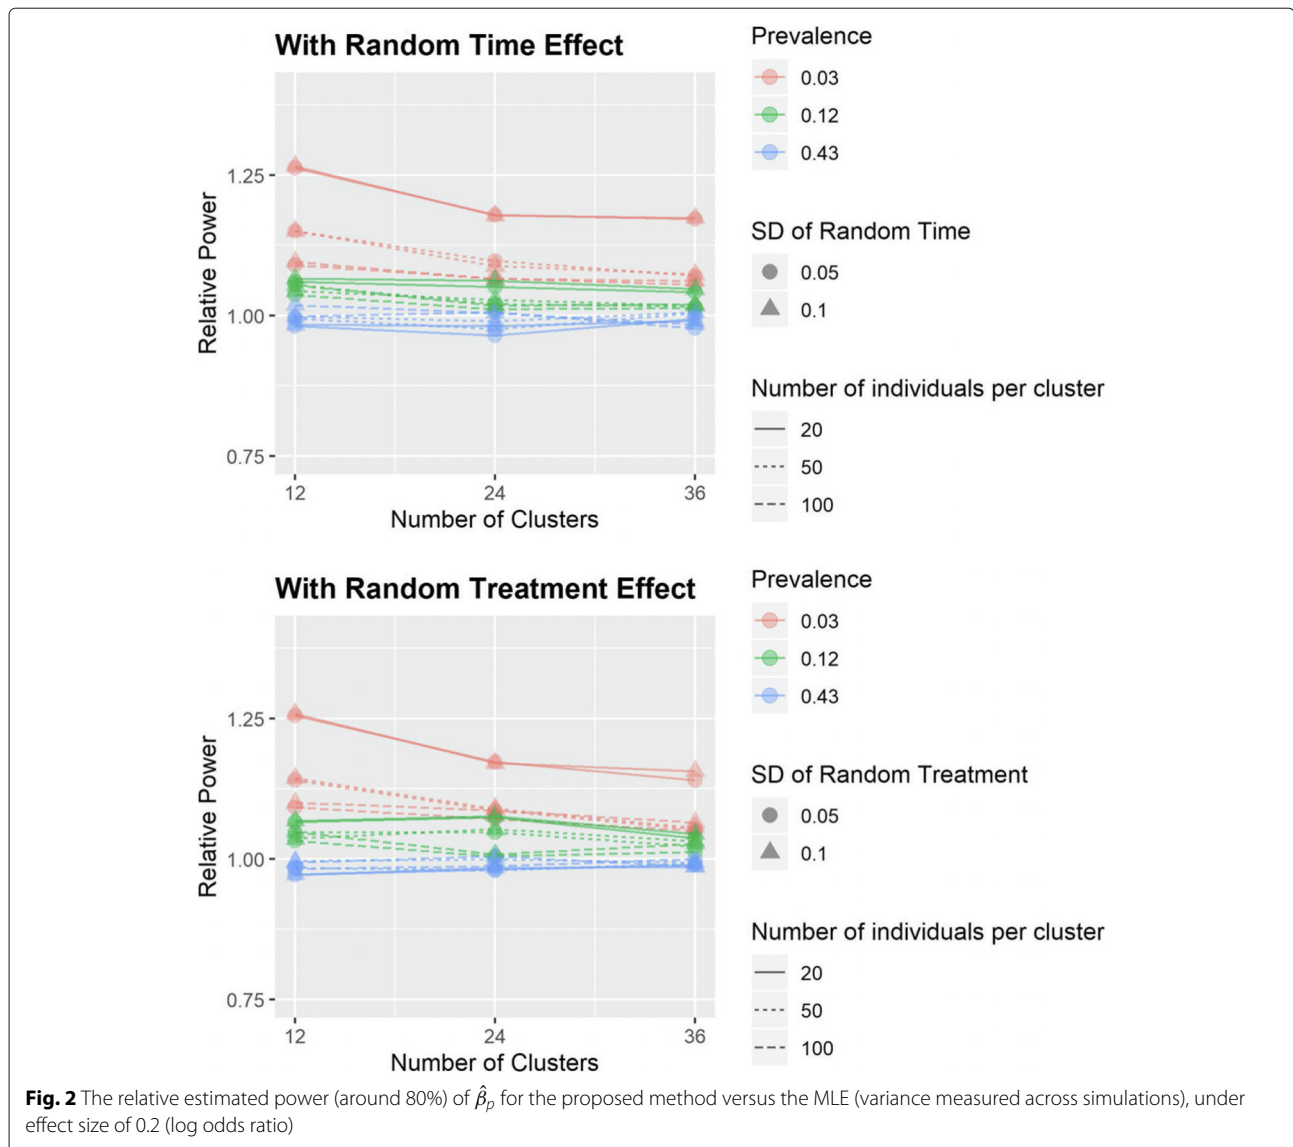 With Random Time Effect
Relative Power
1.25
1.00
0.75
12
24
36
Number of Clusters
Prevalence
0.03
0.12
0.43
SD of Random Time
0.05
0.1
Number of individuals per cluster
20
50
100
With Random Treatment Effect
Relative Power
1.25
1.00
0.75
12
24
36
Number of Clusters
Prevalence
0.03
0.12
0.43
SD of Random Treatment
0.05
0.1
Number of individuals per cluster
20
50
100
Fig. 2 The relative estimated power (around 80%) of β̂ₚ for the proposed method versus the MLE (variance measured across simulations), under
effect size of 0.2 (log odds ratio)